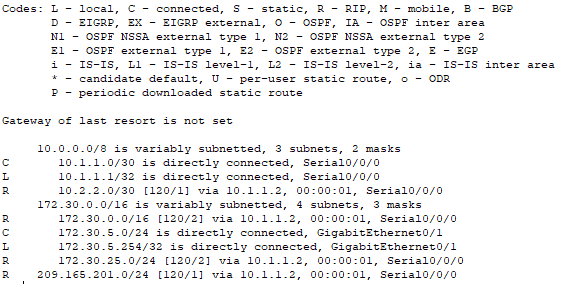 Codes: L - local, C - connected, S - static, R - RIP, M - mobile, B - BGP
D - EIGRP, EX - EIGRP external, O - OSPF, IA - OSPF inter area
N1 - OSPF NSSA external type 1, N2 - OSPF NSSA external type 2
E1 - OSPF external type 1, E2 - OSPF external type 2, E - EGP
i - IS-IS, L1 - IS-IS level-1, L2 - IS-IS level-2, ia - IS-IS inter area
* - candidate default, U - per-user static route, o - ODR
P - periodic downloaded static route

Gateway of last resort is not set

10.0.0.0/8 is variably subnetted, 3 subnets, 2 masks
C 10.1.1.0/30 is directly connected, Serial0/0/0
L 10.1.1.1/32 is directly connected, Serial0/0/0
R 10.2.2.0/30 [120/1] via 10.1.1.2, 00:00:01, Serial0/0/0
172.30.0.0/16 is variably subnetted, 4 subnets, 3 masks
R 172.30.0.0/16 [120/2] via 10.1.1.2, 00:00:01, Serial0/0/0
C 172.30.5.0/24 is directly connected, GigabitEthernet0/1
L 172.30.5.254/32 is directly connected, GigabitEthernet0/1
R 172.30.25.0/24 [120/2] via 10.1.1.2, 00:00:01, Serial0/0/0
R 209.165.201.0/24 [120/1] via 10.1.1.2, 00:00:01, Serial0/0/0